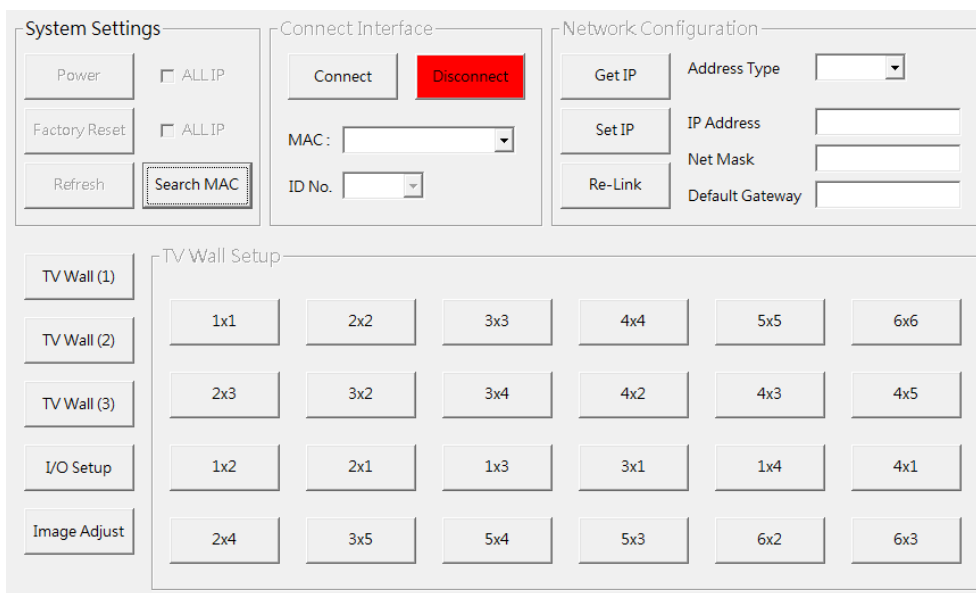 System Settings
Power
ALL IP
Factory Reset
ALL IP
Refresh
Search MAC
Connect Interface
Connect
Disconnect
MAC :
ID No.
Network Configuration
Get IP
Address Type
Set IP
IP Address
Net Mask
Re-Link
Default Gateway
TV Wall (1)
TV Wall (2)
TV Wall (3)
I/O Setup
Image Adjust
TV Wall Setup
1x1 2x2 3x3 4x4 5x5 6x6
2x3 3x2 3x4 4x2 4x3 4x5
1x2 2x1 1x3 3x1 1x4 4x1
2x4 3x5 5x4 5x3 6x2 6x3